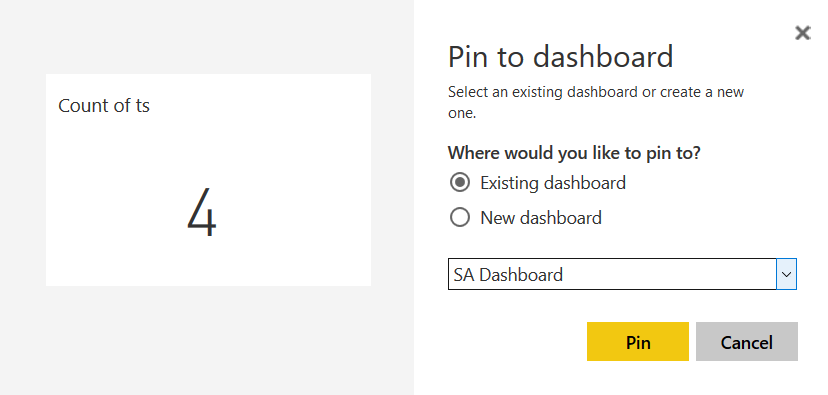 Count of ts
4
Pin to dashboard
Select an existing dashboard or create a new
one.
Where would you like to pin to?
Existing dashboard
New dashboard
SA Dashboard
Pin
Cancel